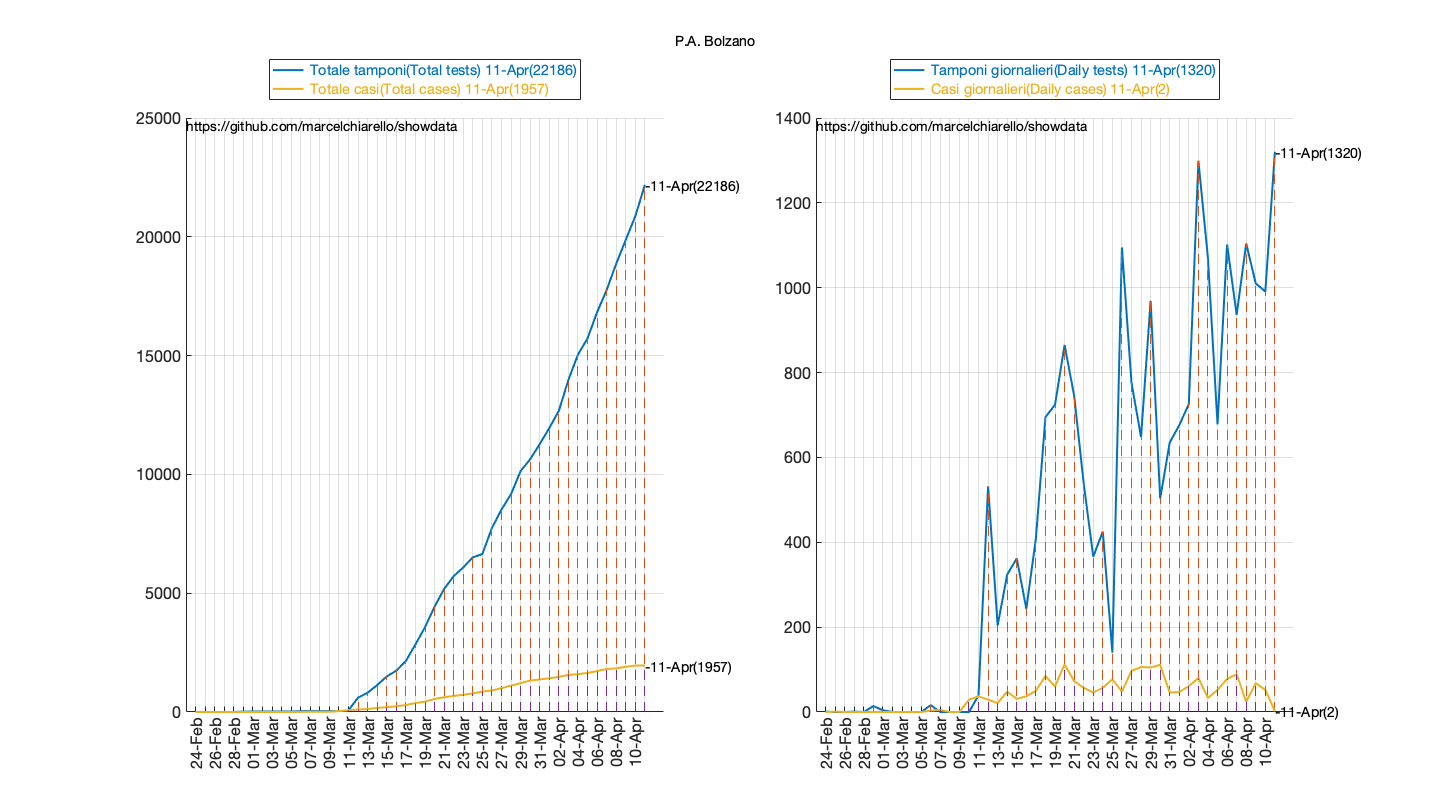 P.A. Bolzano
Totale tamponi(Total tests) 11-Apr(22186)
Totale casi(Total cases) 11-Apr(1957)
25000
https://github.com/marcelchiarello/showdata
-11-Apr(22186)
20000
15000
10000
5000
-11-Apr(1957)
0
24-Feb
26-Feb
28-Feb
01-Mar
03-Mar
05-Mar
07-Mar
09-Mar
11-Mar
13-Mar
15-Mar
17-Mar
19-Mar
21-Mar
23-Mar
25-Mar
27-Mar
29-Mar
31-Mar
02-Apr
04-Apr
06-Apr
08-Apr
10-Apr
Tamponi giornalieri(Daily tests) 11-Apr(1320)
Casi giornalieri(Daily cases) 11-Apr(2)
1400
https://github.com/marcelchiarello/showdata
-11-Apr(1320)
1200
1000
800
600
400
200
0
-11-Apr(2)
24-Feb
26-Feb
28-Feb
01-Mar
03-Mar
05-Mar
07-Mar
09-Mar
11-Mar
13-Mar
15-Mar
17-Mar
19-Mar
21-Mar
23-Mar
25-Mar
27-Mar
29-Mar
31-Mar
02-Apr
04-Apr
06-Apr
08-Apr
10-Apr